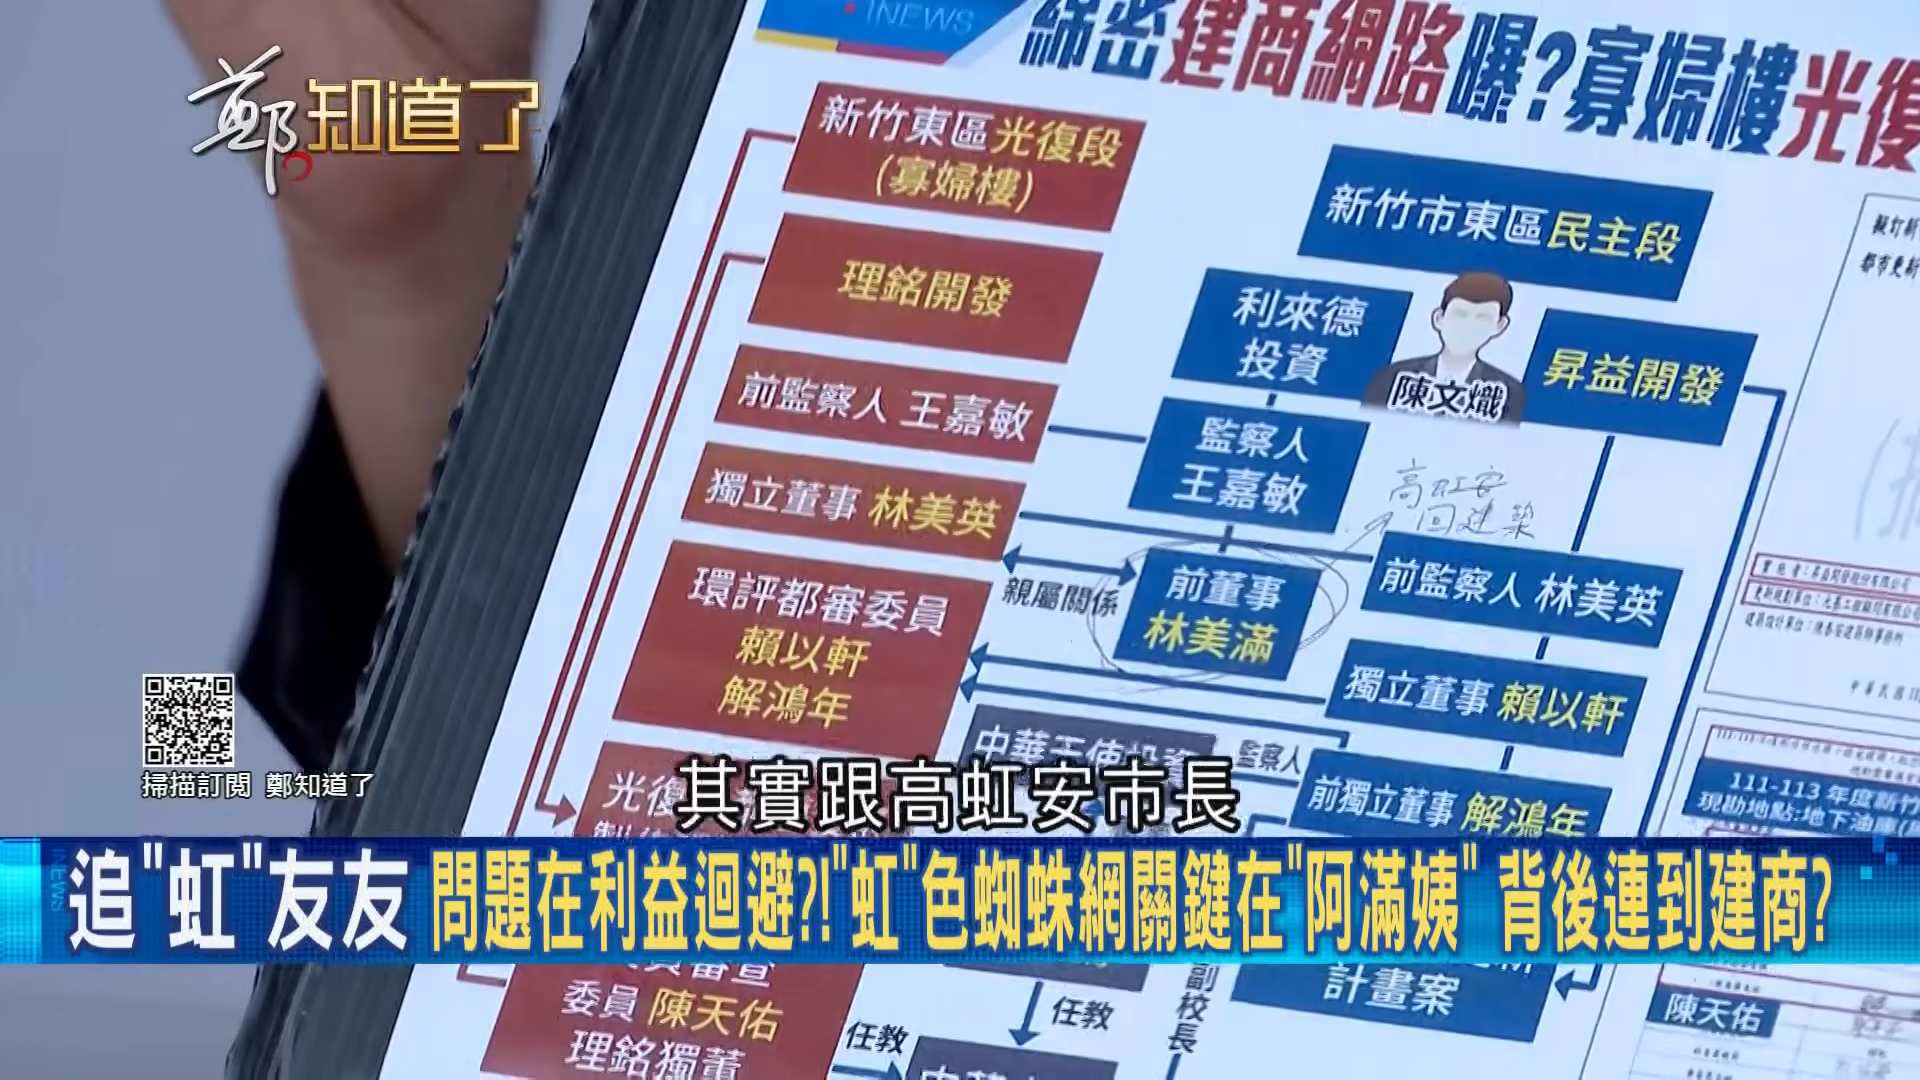 INEWS
鄭知道了
綿密建商網路曝?寡婦樓光復
新竹東區光復段
(寡婦樓)
理銘開發
前監察人 王嘉敏
獨立董事 林美英
環評都審委員
賴以軒
解鴻年
新竹市東區民主段
利來德
投資
陳文熾
昇益開發
監察人
王嘉敏
高虹安
回建築
前董事
林美滿
親屬關係
前監察人 林美英
獨立董事 賴以軒
監察人
前獨立董事 解鴻年
111-113年度新竹
現勘地點:地下油庫
掃描訂閱 鄭知道了
其實跟高虹安市長
追"虹"友友 問題在利益迴避?!"虹"色蜘蛛網關鍵在"阿滿姨" 背後連到建商?
委員 陳天佑
理銘獨董
任教
任教
副校長
計畫案
陳天佑